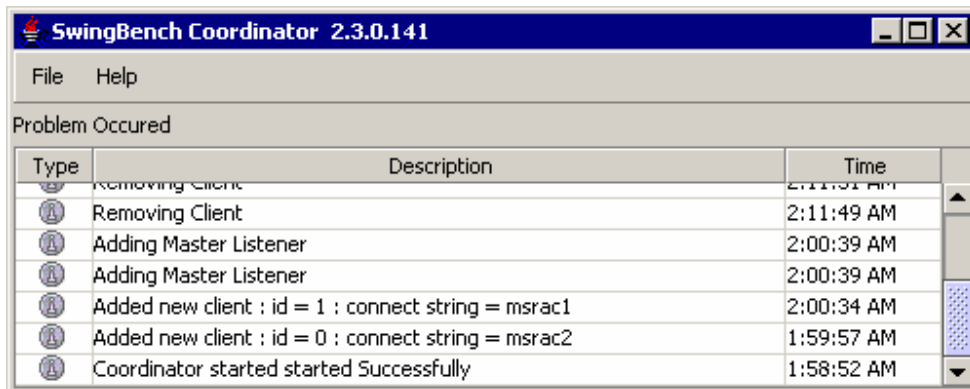 SwingBench Coordinator 2.3.0.141
File Help
Problem Occured
Type Description Time
Removing Client
Removing Client 2:11:49 AM
Adding Master Listener 2:00:39 AM
Adding Master Listener 2:00:39 AM
Added new client : id = 1 : connect string = msrac1 2:00:34 AM
Added new client : id = 0 : connect string = msrac2 1:59:57 AM
Coordinator started started Successfully 1:58:52 AM